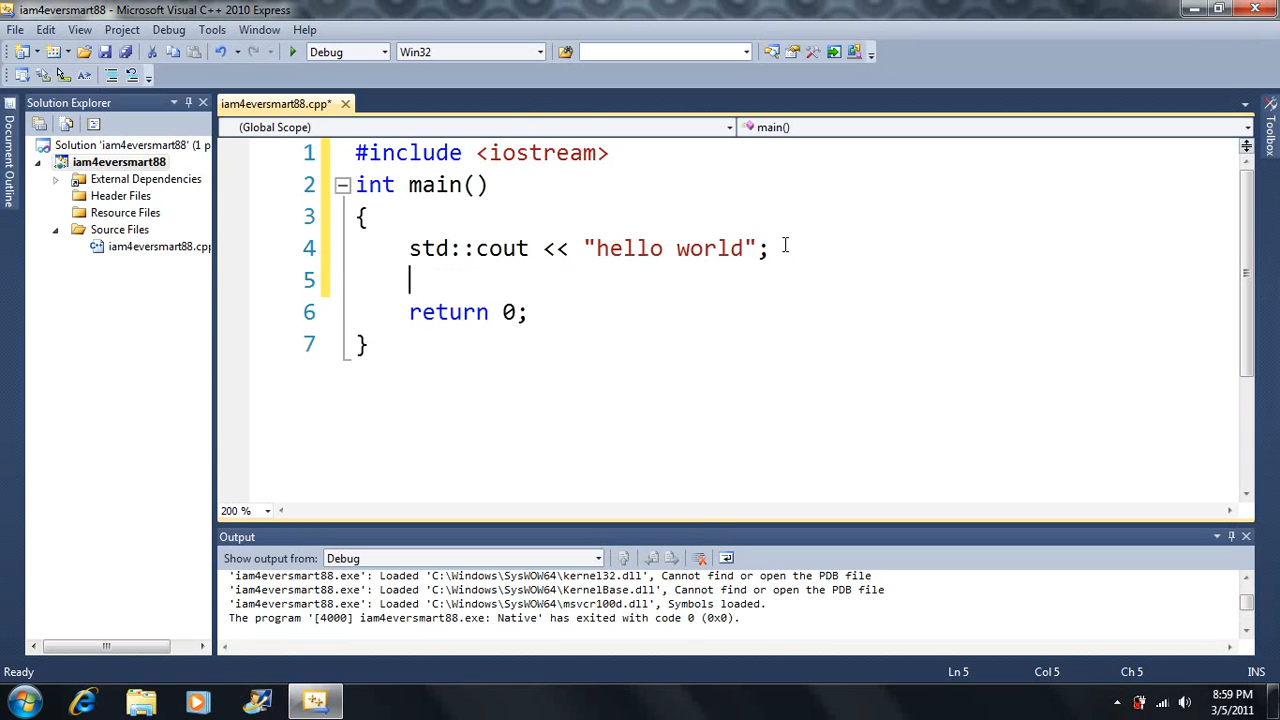 iam4eversmart88 - Microsoft Visual C++ 2010 Express
File Edit View Project Debug Tools Window Help
Debug Win32
Solution Explorer
iam4eversmart88.cpp*
(Global Scope) main()
Document Outline
Toolbox
Solution 'iam4eversmart88' (1 p
iam4eversmart88
External Dependencies
Header Files
Resource Files
Source Files
iam4eversmart88.cpp
1 #include <iostream>
2 int main()
3 {
4 std::cout << "hello world";
5
6 return 0;
7 }
200 %
Output
Show output from: Debug
'iam4eversmart88.exe': Loaded 'C:\Windows\SysWOW64\kernel32.dll', Cannot find or open the PDB file
'iam4eversmart88.exe': Loaded 'C:\Windows\SysWOW64\KernelBase.dll', Cannot find or open the PDB file
'iam4eversmart88.exe': Loaded 'C:\Windows\SysWOW64\msvcr100d.dll', Symbols loaded.
The program '[4000] iam4eversmart88.exe: Native' has exited with code 0 (0x0).
Ready Ln 5 Col 5 Ch 5 INS
8:59 PM
3/5/2011